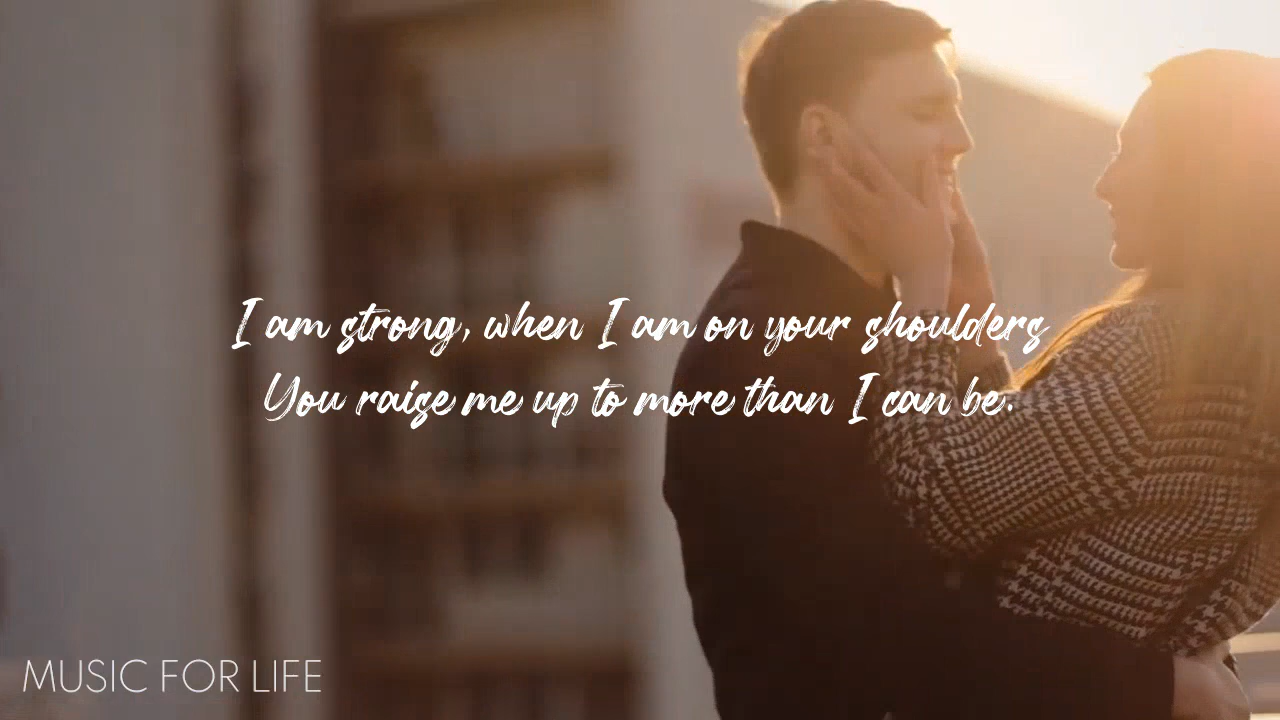 I am strong, when I am on your shoulders
You raise me up to more than I can be.
MUSIC FOR LIFE